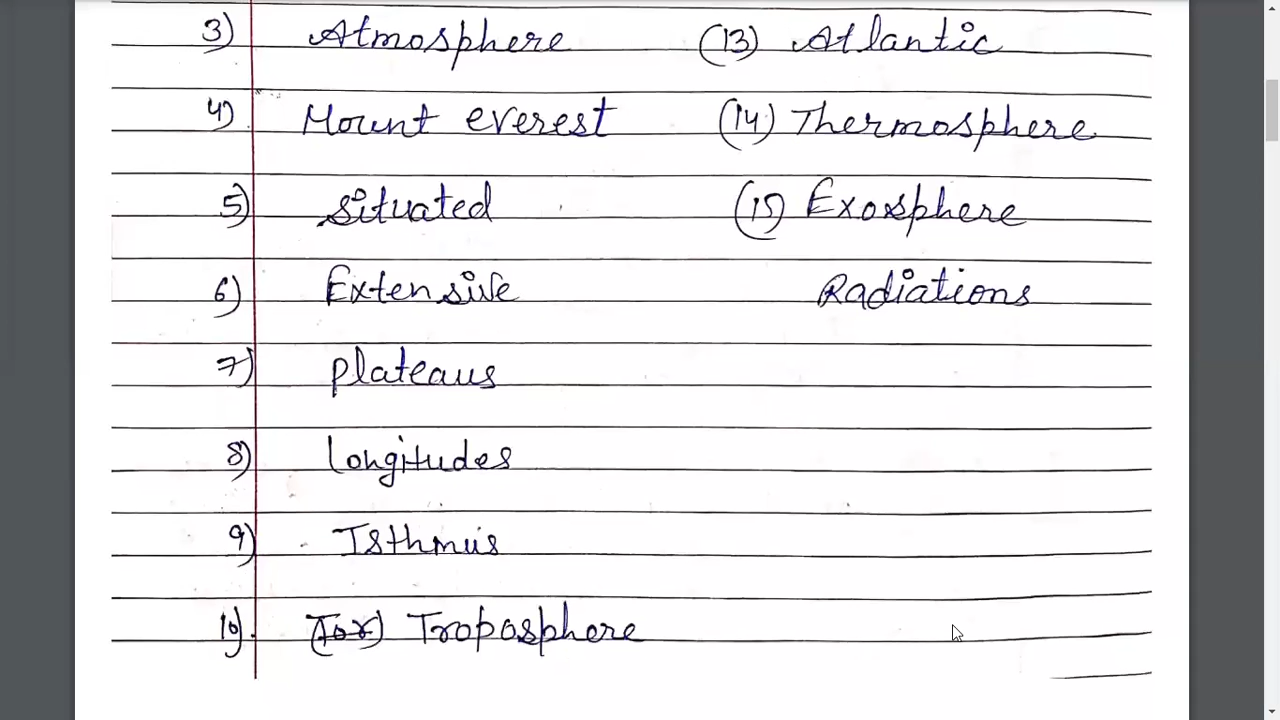 3) Atmosphere (13) Atlantic
4) Mount everest (14) Thermosphere
5) Situated (15) Exosphere
6) Extensive Radiations
7) Plateaus
8) Longitudes
9) Isthmus
10) (Tor) Troposphere